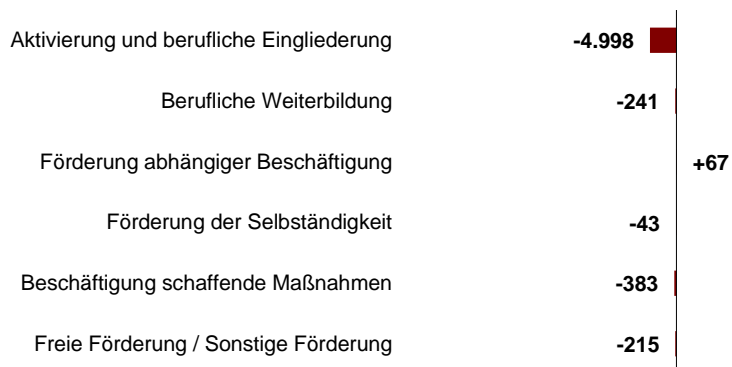 Aktivierung und berufliche Eingliederung -4.998
Berufliche Weiterbildung -241
Förderung abhängiger Beschäftigung +67
Förderung der Selbständigkeit -43
Beschäftigung schaffende Maßnahmen -383
Freie Förderung / Sonstige Förderung -215